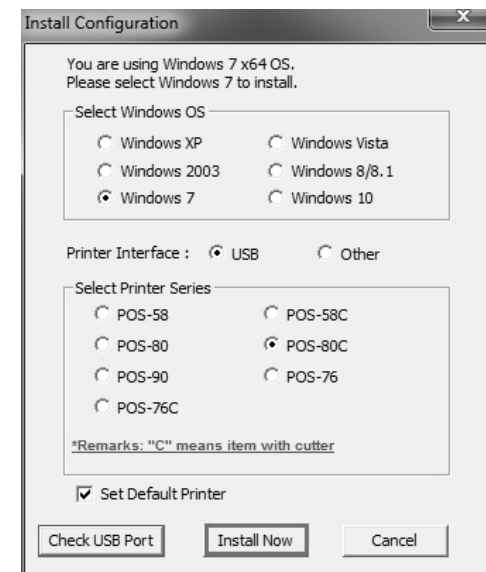 Install Configuration
X
You are using Windows 7 x64 OS.
Please select Windows 7 to install.
Select Windows OS
Windows XP Windows Vista
Windows 2003 Windows 8/8.1
Windows 7 Windows 10
Printer Interface : USB Other
Select Printer Series
POS-58 POS-58C
POS-80 POS-80C
POS-90 POS-76
POS-76C
*Remarks: "C" means item with cutter
Set Default Printer
Check USB Port Install Now Cancel